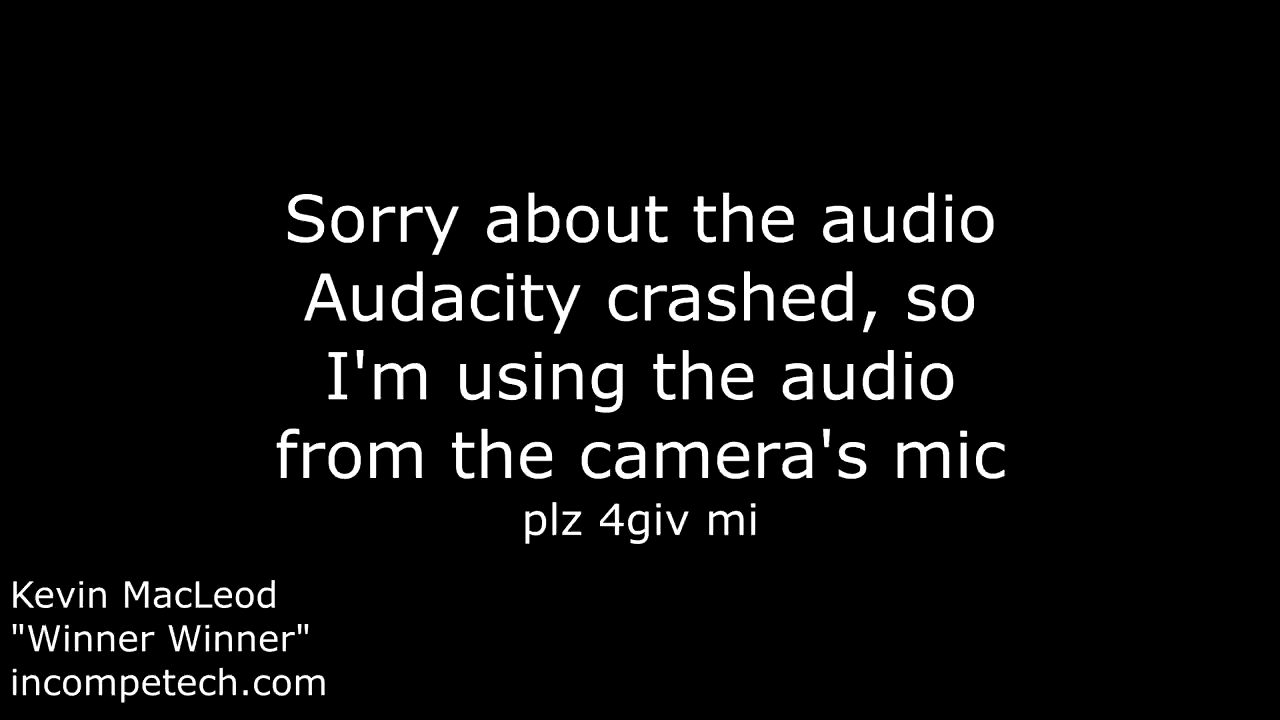 Sorry about the audio
Audacity crashed, so
I'm using the audio
from the camera's mic
plz 4giv mi
Kevin MacLeod
"Winner Winner"
incompetech.com